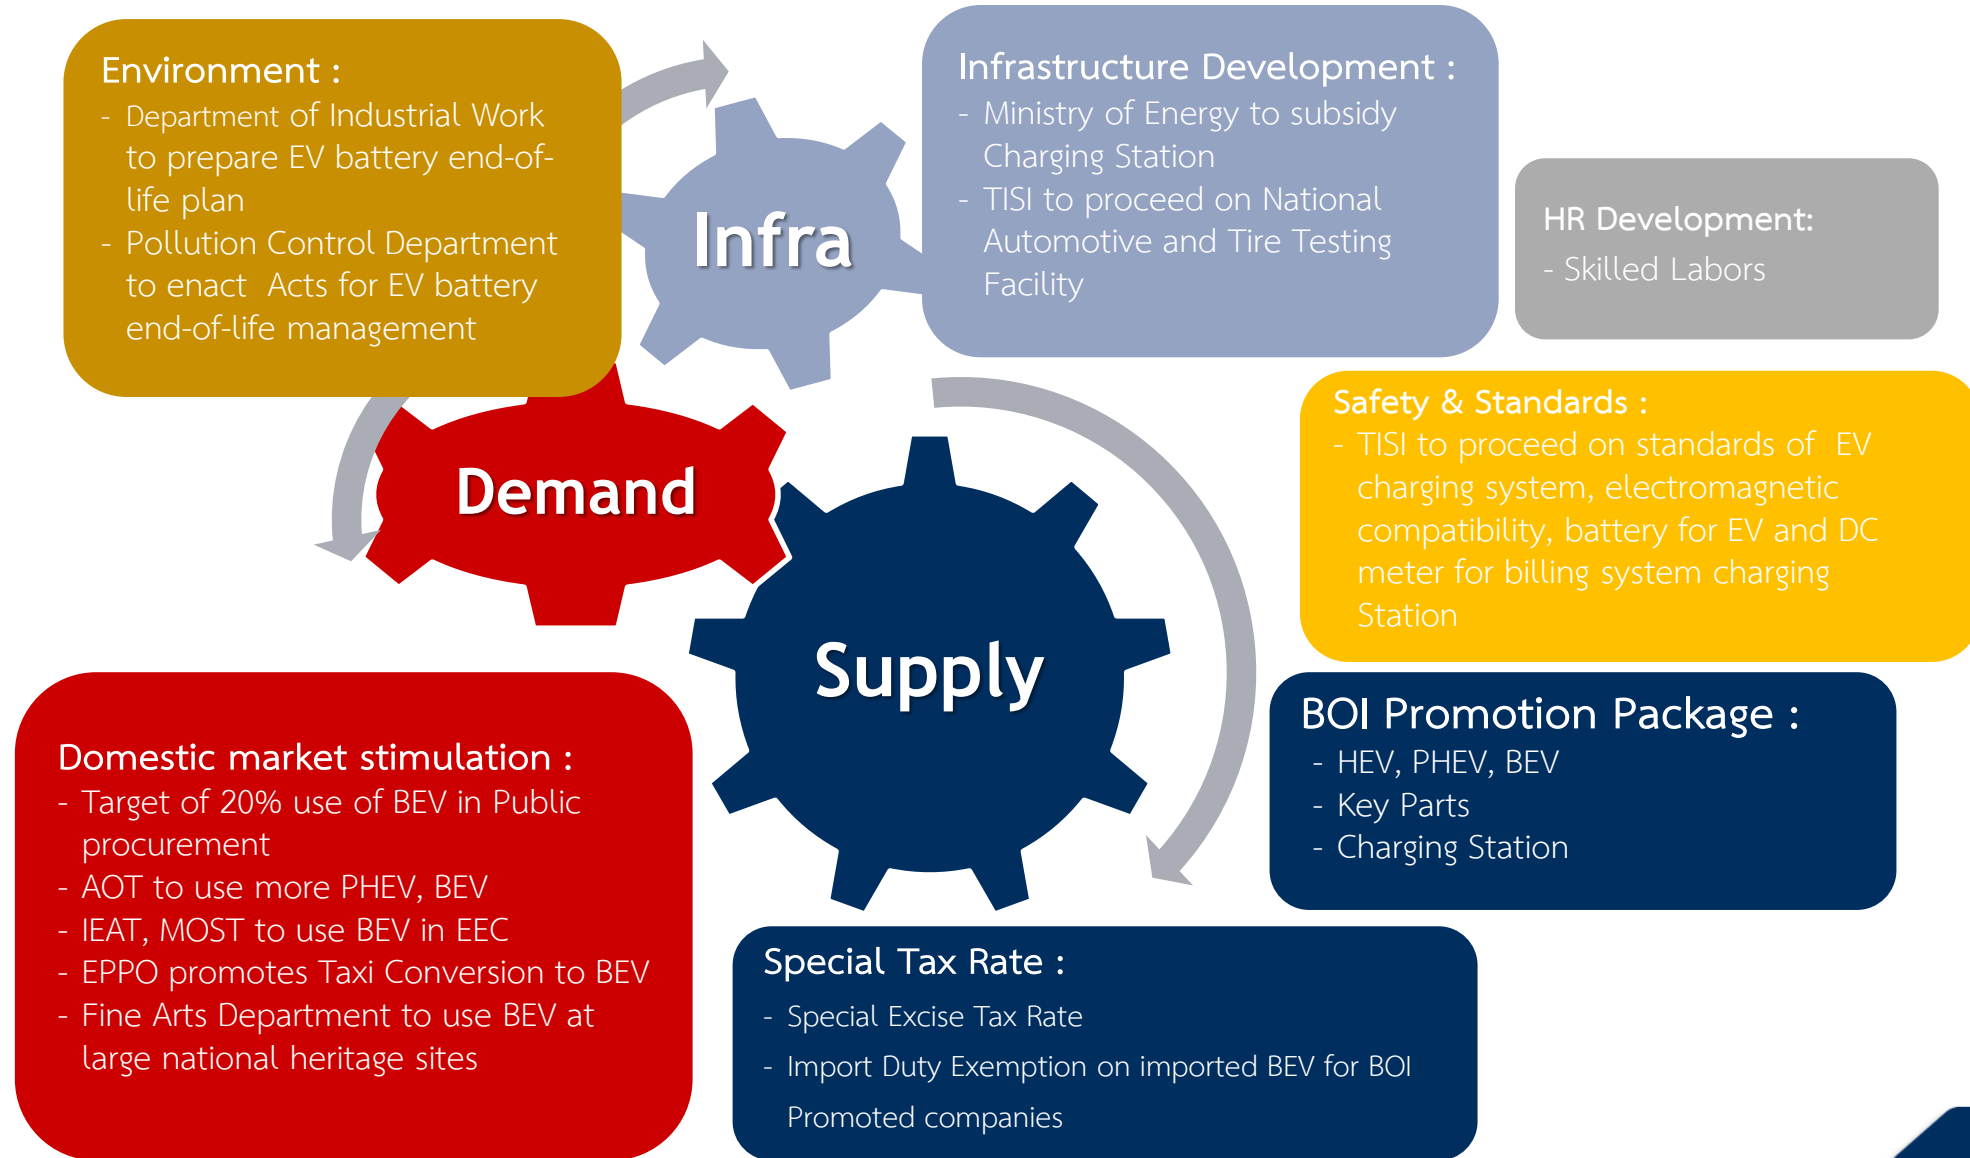 Environment :
- Department of Industrial Work
to prepare EV battery end-of-
life plan
- Pollution Control Department
to enact  Acts for EV battery
end-of-life management
Infra
Infrastructure Development :
- Ministry of Energy to subsidy
Charging Station
- TISI to proceed on National
Automotive and Tire Testing
Facility
HR Development:
- Skilled Labors
Demand
Safety & Standards :
- TISI to proceed on standards of  EV
charging system, electromagnetic
compatibility, battery for EV and DC
meter for billing system charging
Station
Supply
BOI Promotion Package :
- HEV, PHEV, BEV
- Key Parts
- Charging Station
Domestic market stimulation :
- Target of 20% use of BEV in Public
procurement
- AOT to use more PHEV, BEV
- IEAT, MOST to use BEV in EEC
- EPPO promotes Taxi Conversion to BEV
- Fine Arts Department to use BEV at
large national heritage sites
Special Tax Rate :
- Special Excise Tax Rate
- Import Duty Exemption on imported BEV for BOI
Promoted companies